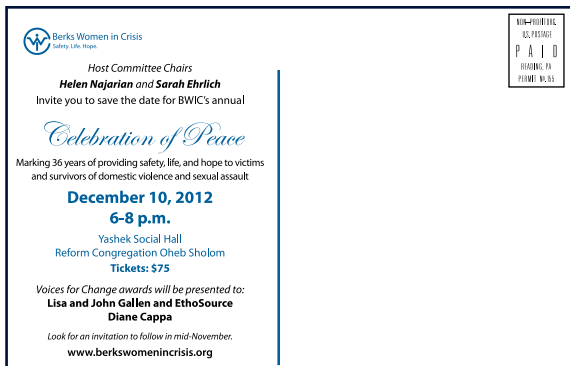 Berks Women in Crisis
Safety. Life. Hope.
Host Committee Chairs
Helen Najarian and Sarah Ehrlich
Invite you to save the date for BWIC's annual
Celebration of Peace
Marking 36 years of providing safety, life, and hope to victims
and survivors of domestic violence and sexual assault
December 10, 2012
6-8 p.m.
Yashek Social Hall
Reform Congregation Oheb Sholom
Tickets: $75
Voices for Change awards will be presented to:
Lisa and John Gallen and EthoSource
Diane Cappa
Look for an invitation to follow in mid-November.
www.berkswomenincrisis.org
NON-PROFIT ORG.
U.S. POSTAGE
PAID
READING, PA
PERMIT No. 155